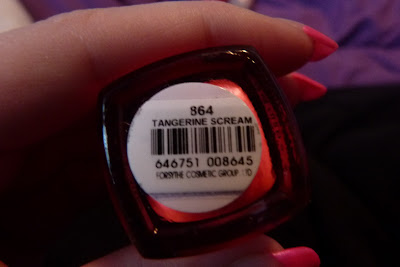 864
TANGERINE SCREAM
646751 008645
FORSYTHE COSMETIC GROUP LTD